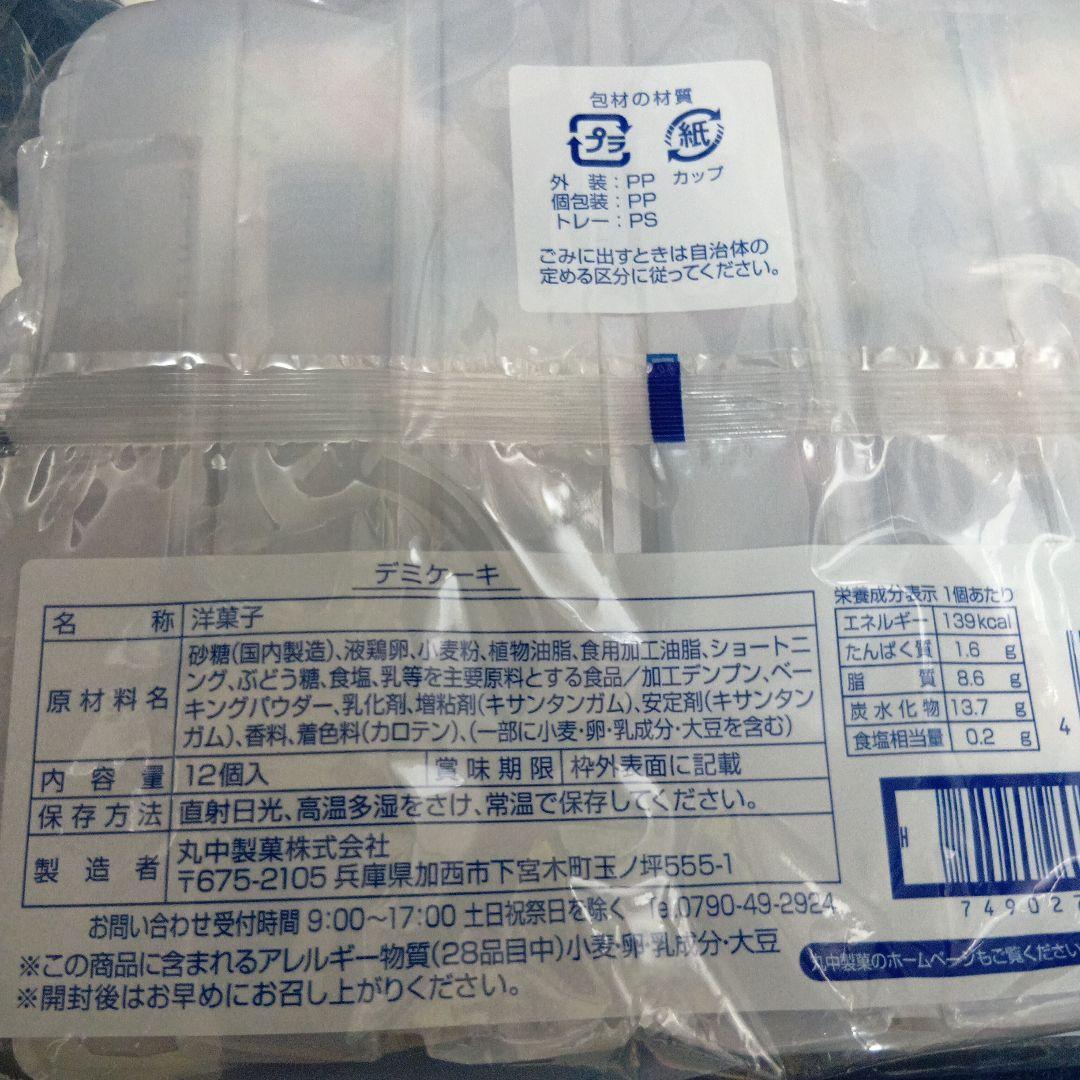 包材の材質
プラ 紙
外 装：PP カップ
個包装：PP
トレー：PS
ごみに出すときは自治体の
定める区分に従ってください。
デミケーキ
名 称 洋菓子
原材料名 砂糖(国内製造)、液鶏卵、小麦粉、植物油脂、食用加工油脂、ショートニ
ング、ぶどう糖、食塩、乳等を主要原料とする食品／加工デンプン、ベー
キングパウダー、乳化剤、増粘剤(キサンタンガム)、安定剤(キサンタン
ガム)、香料、着色料(カロテン)、(一部に小麦・卵・乳成分・大豆を含む)
内 容 量 12個入 賞味期限 枠外表面に記載
保存方法 直射日光、高温多湿をさけ、常温で保存してください。
製 造 者 丸中製菓株式会社
〒675-2105 兵庫県加西市下宮木町玉ノ坪555-1
お問い合わせ受付時間 9:00〜17:00 土日祝祭日を除く Tel.0790-49-2924
※この商品に含まれるアレルギー物質(28品目中)小麦・卵・乳成分・大豆
※開封後はお早めにお召し上がりください。
栄養成分表示 1個あたり
エネルギー 139kcal
たんぱく質 1.6 g
脂 質 8.6 g
炭水化物 13.7 g
食塩相当量 0.2 g
4
H
749027
丸中製菓のホームページもご覧ください